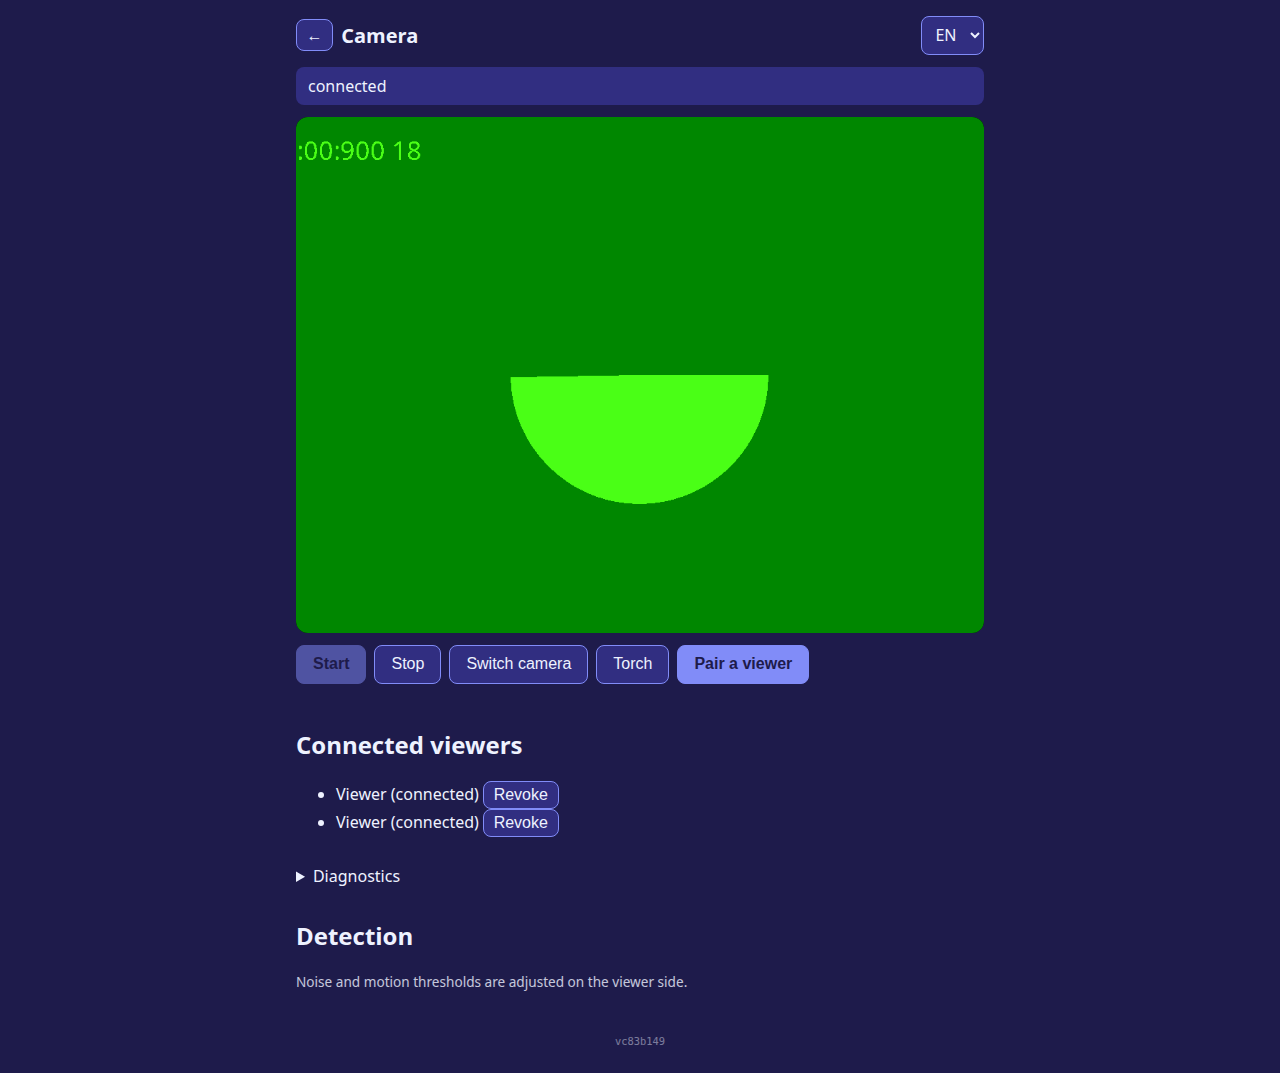 ← Camera EN
connected
:00:900 18
Start Stop Switch camera Torch Pair a viewer
Connected viewers
Viewer (connected) Revoke
Viewer (connected) Revoke
Diagnostics
Detection
Noise and motion thresholds are adjusted on the viewer side.
vc83b149